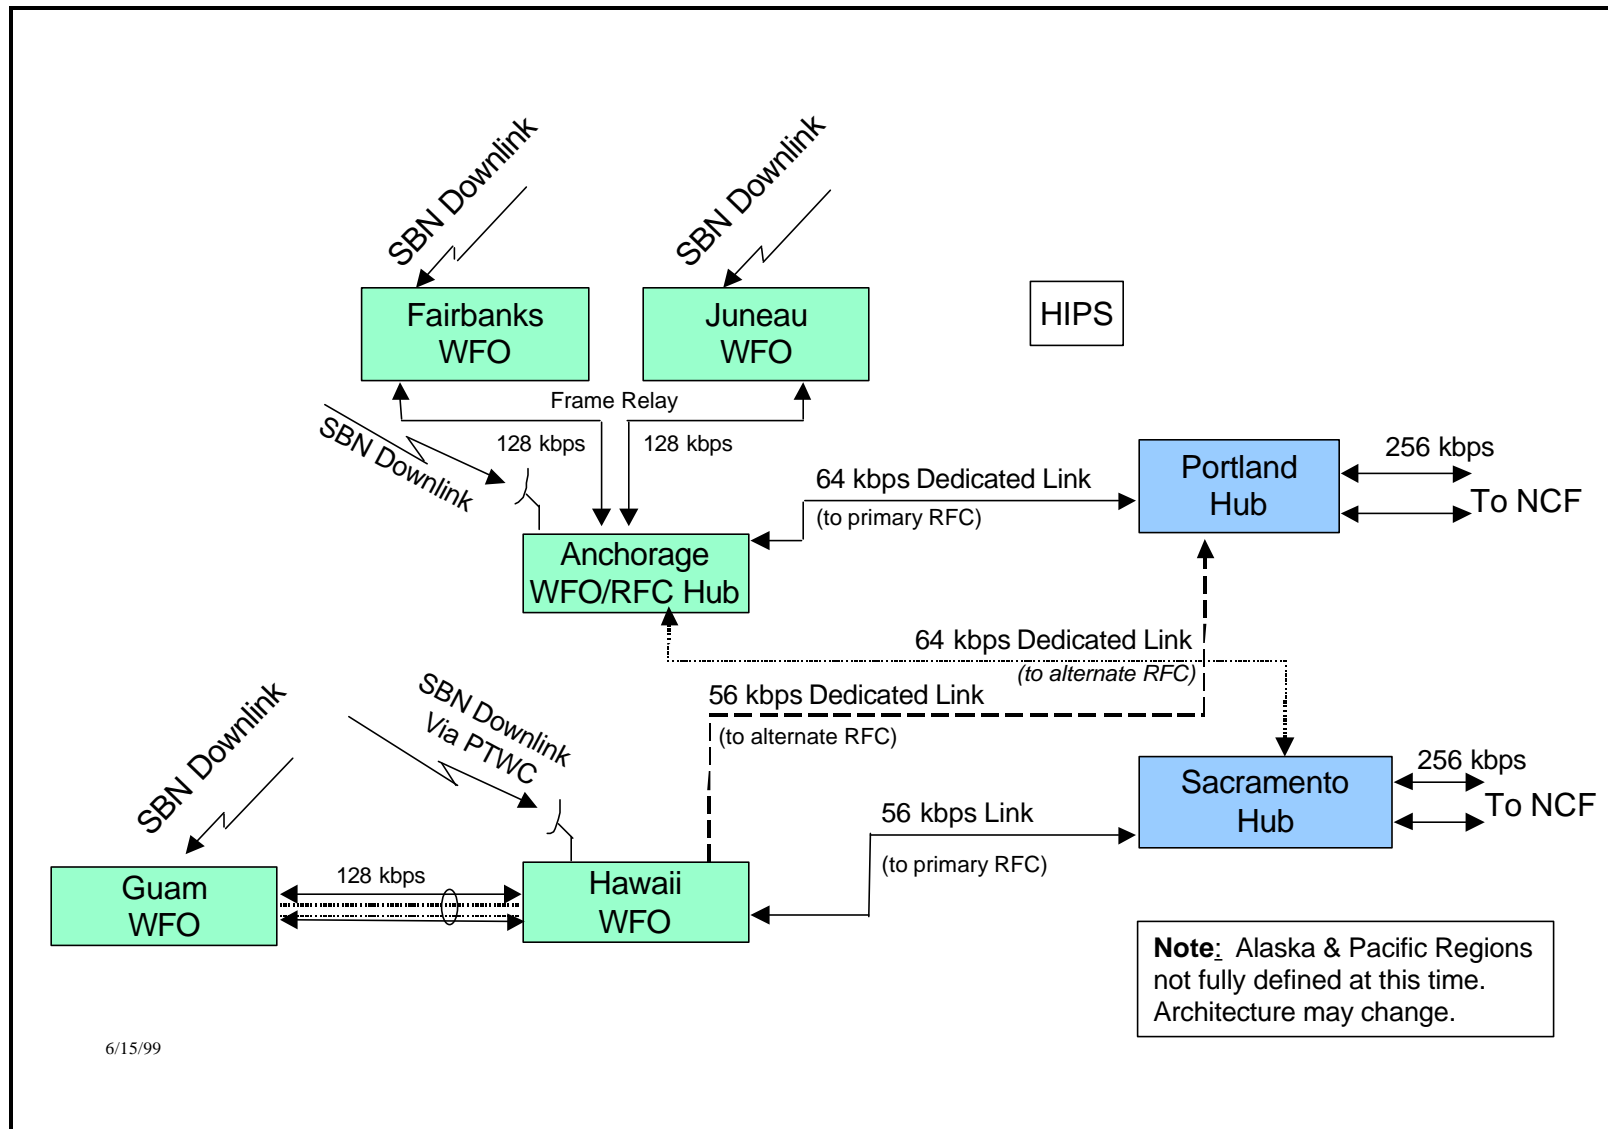 SBN Downlink
SBN Downlink
Fairbanks
WFO
Juneau
WFO
HIPS
Frame Relay
128 kbps
128 kbps
SBN Downlink
64 kbps Dedicated Link
(to primary RFC)
Portland
Hub
256 kbps
To NCF
Anchorage
WFO/RFC Hub
64 kbps Dedicated Link
(to alternate RFC)
56 kbps Dedicated Link
(to alternate RFC)
SBN Downlink
SBN Downlink
Via PTWC
Sacramento
Hub
256 kbps
To NCF
56 kbps Link
(to primary RFC)
Guam
WFO
128 kbps
Hawaii
WFO
Note: Alaska & Pacific Regions
not fully defined at this time.
Architecture may change.
6/15/99